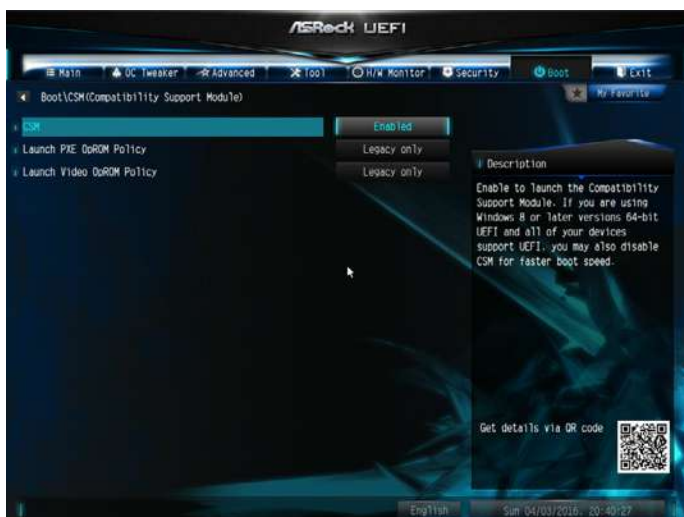 ASRock UEFI
Main OC Tweaker Advanced Tool H/W Monitor Security Boot Exit
Boot\CSM(Compatibility Support Module)
My Favorite
CSM Enabled
Launch PXE OpROM Policy Legacy only
Launch Video OpROM Policy Legacy only
Description
Enable to launch the Compatibility
Support Module. If you are using
Windows 8 or later versions 64-bit
UEFI and all of your devices
support UEFI, you may also disable
CSM for faster boot speed.
Get details via QR code
English Sun 04/03/2016, 20:40:27